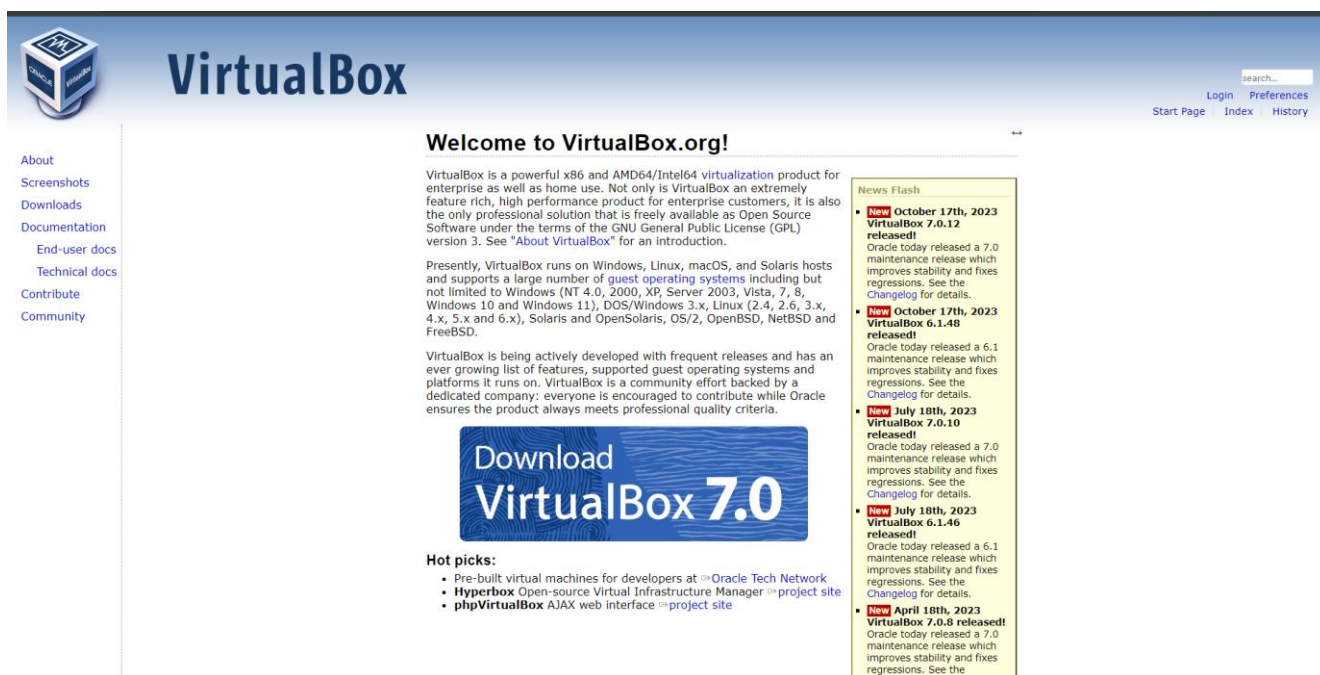 VirtualBox
search...
Login Preferences
Start Page Index History
About
Screenshots
Downloads
Documentation
End-user docs
Technical docs
Contribute
Community
Welcome to VirtualBox.org!
VirtualBox is a powerful x86 and AMD64/Intel64 virtualization product for
enterprise as well as home use. Not only is VirtualBox an extremely
feature rich, high performance product for enterprise customers, it is also
the only professional solution that is freely available as Open Source
Software under the terms of the GNU General Public License (GPL)
version 3. See "About VirtualBox" for an introduction.
Presently, VirtualBox runs on Windows, Linux, macOS, and Solaris hosts
and supports a large number of guest operating systems including but
not limited to Windows (NT 4.0, 2000, XP, Server 2003, Vista, 7, 8,
Windows 10 and Windows 11), DOS/Windows 3.x, Linux (2.4, 2.6, 3.x,
4.x, 5.x and 6.x), Solaris and OpenSolaris, OS/2, OpenBSD, NetBSD and
FreeBSD.
VirtualBox is being actively developed with frequent releases and has an
ever growing list of features, supported guest operating systems and
platforms it runs on. VirtualBox is a community effort backed by a
dedicated company: everyone is encouraged to contribute while Oracle
ensures the product always meets professional quality criteria.
Download
VirtualBox 7.0
Hot picks:
• Pre-built virtual machines for developers at Oracle Tech Network
• Hyperbox Open-source Virtual Infrastructure Manager project site
• phpVirtualBox AJAX web interface project site
News Flash
New October 17th, 2023
VirtualBox 7.0.12
released!
Oracle today released a 7.0
maintenance release which
improves stability and fixes
regressions. See the
Changelog for details.
New October 17th, 2023
VirtualBox 6.1.48
released!
Oracle today released a 6.1
maintenance release which
improves stability and fixes
regressions. See the
Changelog for details.
New July 18th, 2023
VirtualBox 7.0.10
released!
Oracle today released a 7.0
maintenance release which
improves stability and fixes
regressions. See the
Changelog for details.
New July 18th, 2023
VirtualBox 6.1.46
released!
Oracle today released a 6.1
maintenance release which
improves stability and fixes
regressions. See the
Changelog for details.
New April 18th, 2023
VirtualBox 7.0.8 released!
Oracle today released a 7.0
maintenance release which
improves stability and fixes
regressions. See the